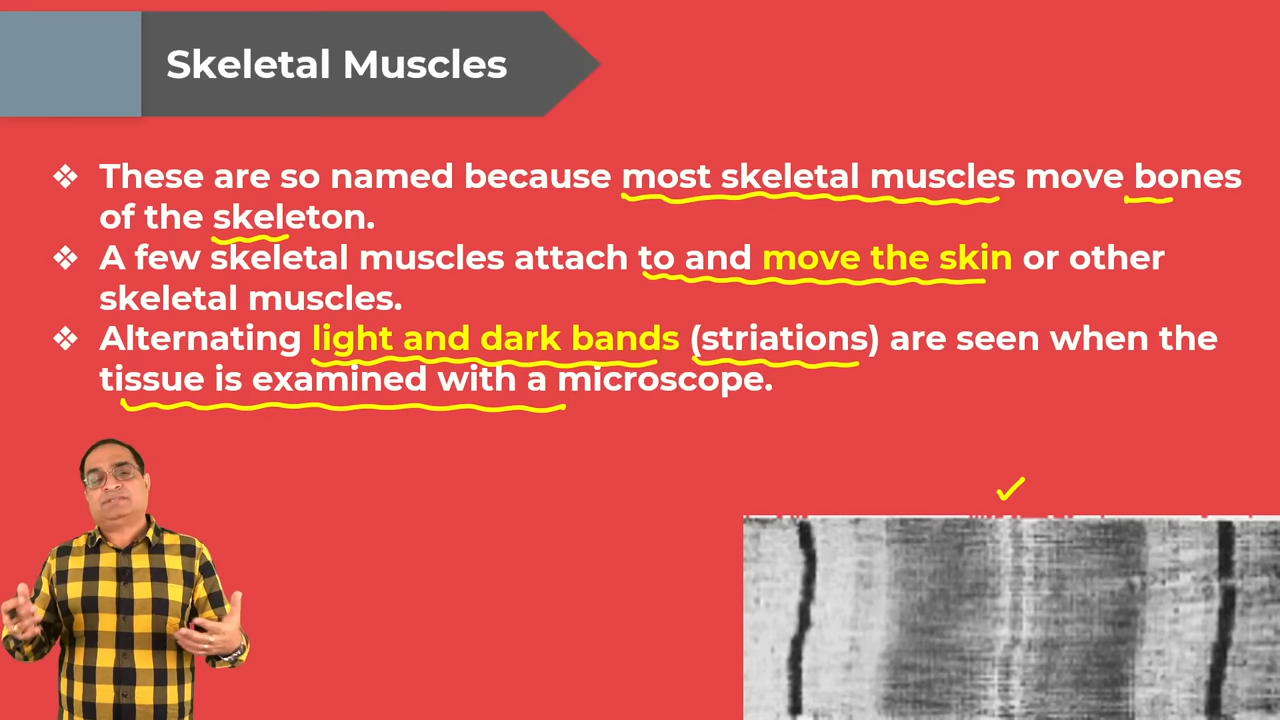 Skeletal Muscles
❖ These are so named because most skeletal muscles move bones
of the skeleton.
❖ A few skeletal muscles attach to and move the skin or other
skeletal muscles.
❖ Alternating light and dark bands (striations) are seen when the
tissue is examined with a microscope.